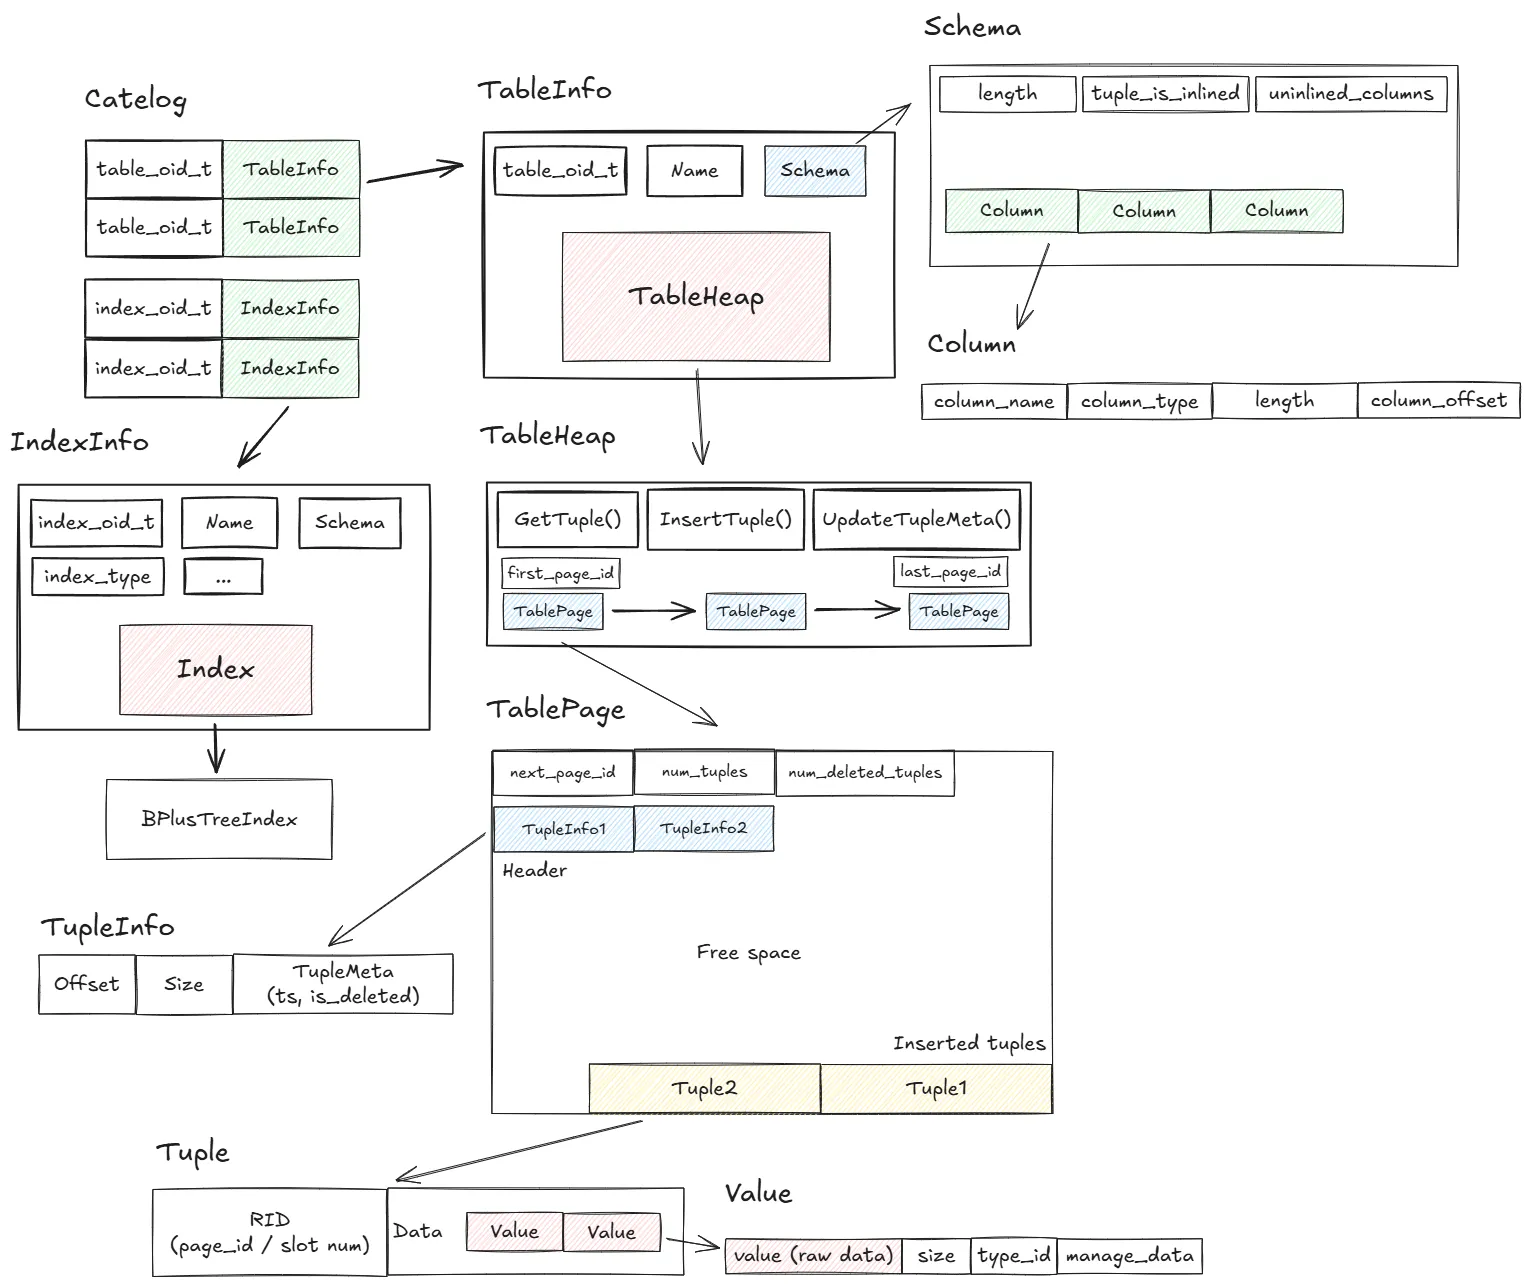 Schema
length
tuple_is_inlined
uninlined_columns
Column
Column
Column
Catelog
table_oid_t
TableInfo
table_oid_t
TableInfo
index_oid_t
IndexInfo
index_oid_t
IndexInfo
TableInfo
table_oid_t
Name
Schema
TableHeap
Column
column_name
column_type
length
column_offset
IndexInfo
index_oid_t
Name
Schema
index_type
...
Index
BPlusTreeIndex
TableHeap
GetTuple()
InsertTuple()
UpdateTupleMeta()
first_page_id
last_page_id
TablePage
TablePage
TablePage
TablePage
next_page_id
num_tuples
num_deleted_tuples
TupleInfo1
TupleInfo2
Header
Free space
Inserted tuples
Tuple2
Tuple1
TupleInfo
Offset
Size
TupleMeta
(ts, is_deleted)
Tuple
RID
(page_id / slot num)
Data
Value
Value
Value
value (raw data)
size
type_id
manage_data